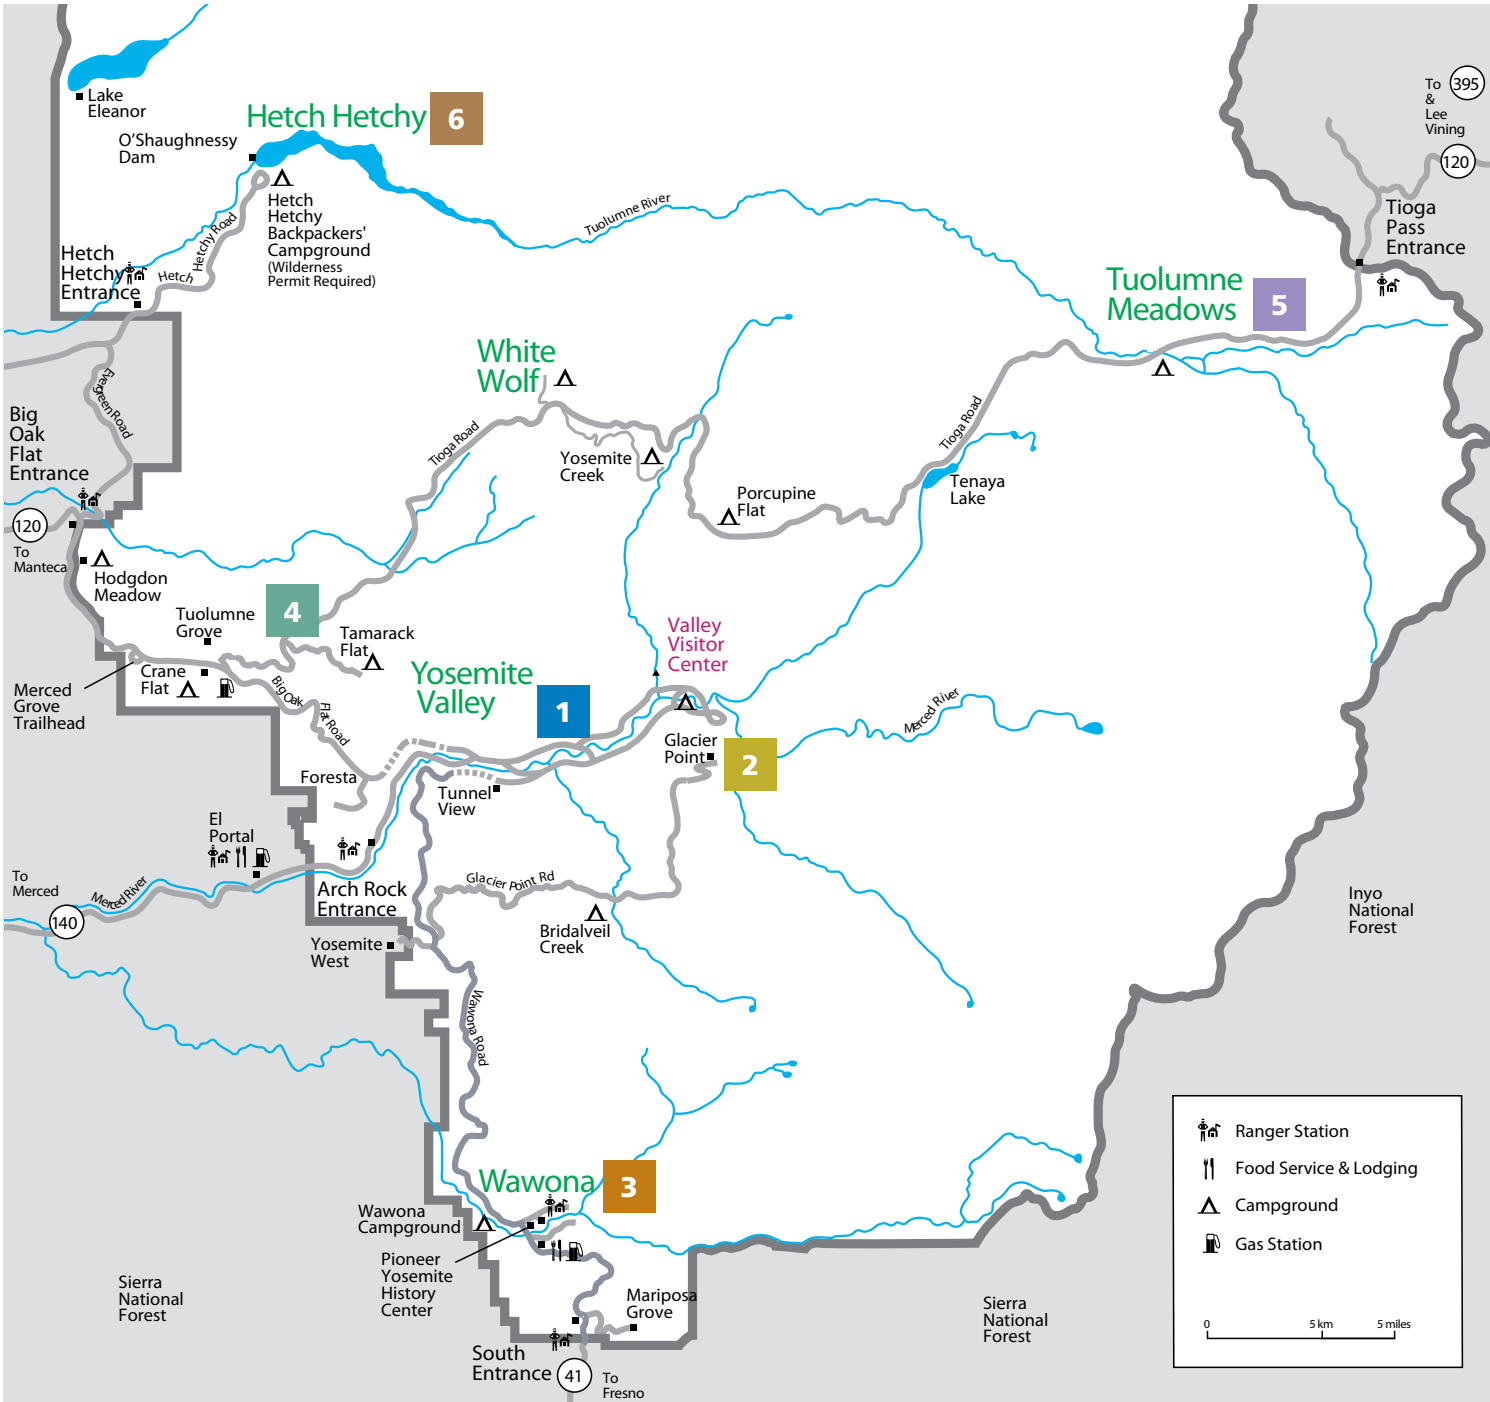 Lake
Eleanor
O'Shaughnessy
Dam
Hetch Hetchy
6
Hetch
Hetchy
Backpackers'
Campground
(Wilderness
Permit Required)
Hetch
Hetchy
Entrance
Hetch Hetchy Road
Tuolumne River
To
&
Lee
Vining
395
120
Tioga
Pass
Entrance
Tuolumne
Meadows
5
White
Wolf
Evergreen Road
Big
Oak
Flat
Entrance
Tioga Road
Yosemite
Creek
Tioga Road
Porcupine
Flat
Tenaya
Lake
120
To
Manteca
Hodgdon
Meadow
Tuolumne
Grove
4
Tamarack
Flat
Valley
Visitor
Center
Merced
Grove
Trailhead
Crane
Flat
Big Oak Flat Road
Yosemite
Valley
1
Merced River
Glacier
Point
2
Foresta
Tunnel
View
El
Portal
To
Merced
Merced River
140
Arch Rock
Entrance
Glacier Point Rd
Bridalveil
Creek
Yosemite
West
Inyo
National
Forest
Wawona Road
Wawona
3
Wawona
Campground
Pioneer
Yosemite
History
Center
Mariposa
Grove
South
Entrance
41
To
Fresno
Sierra
National
Forest
Sierra
National
Forest
Ranger Station
Food Service & Lodging
Campground
Gas Station
0 5 km 5 miles